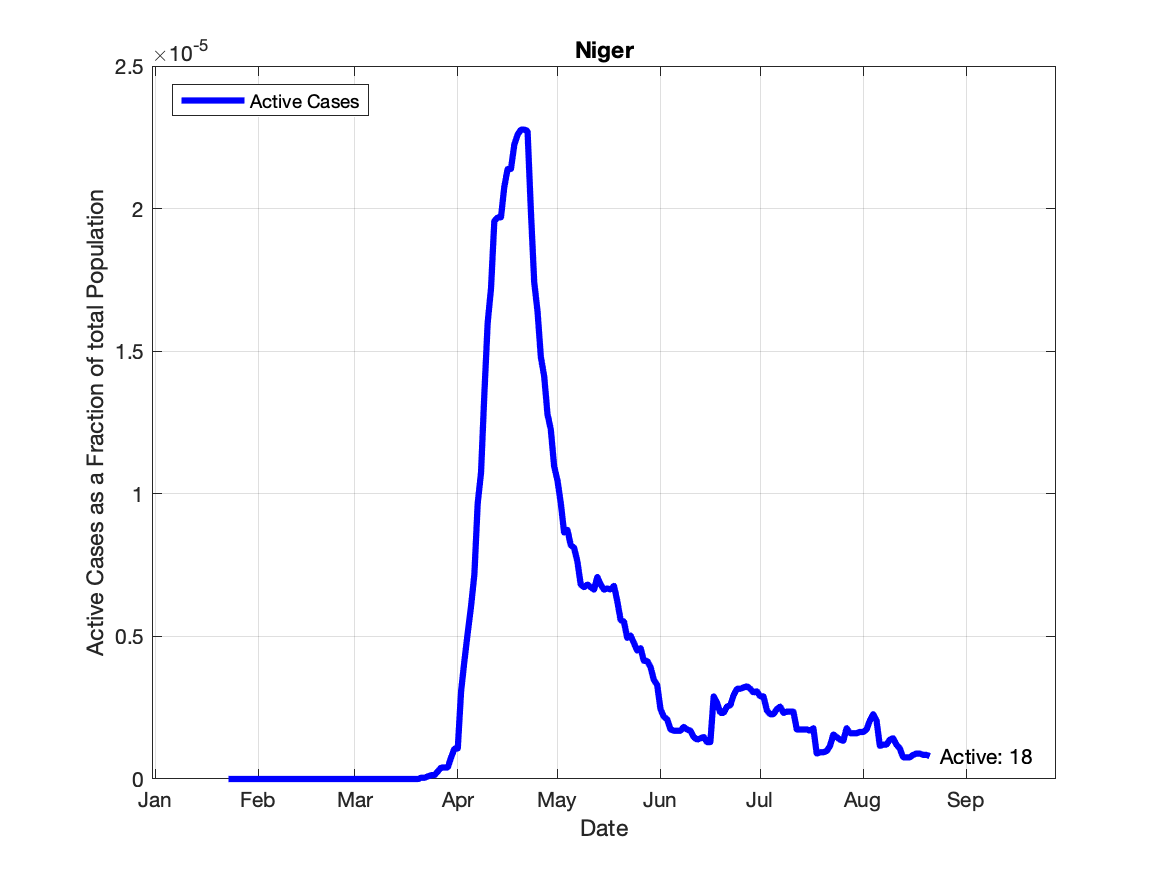 Niger
×10-5
2.5
2
1.5
1
0.5
0
Active Cases as a Fraction of total Population
Active Cases
Active: 18
Jan Feb Mar Apr May Jun Jul Aug Sep
Date